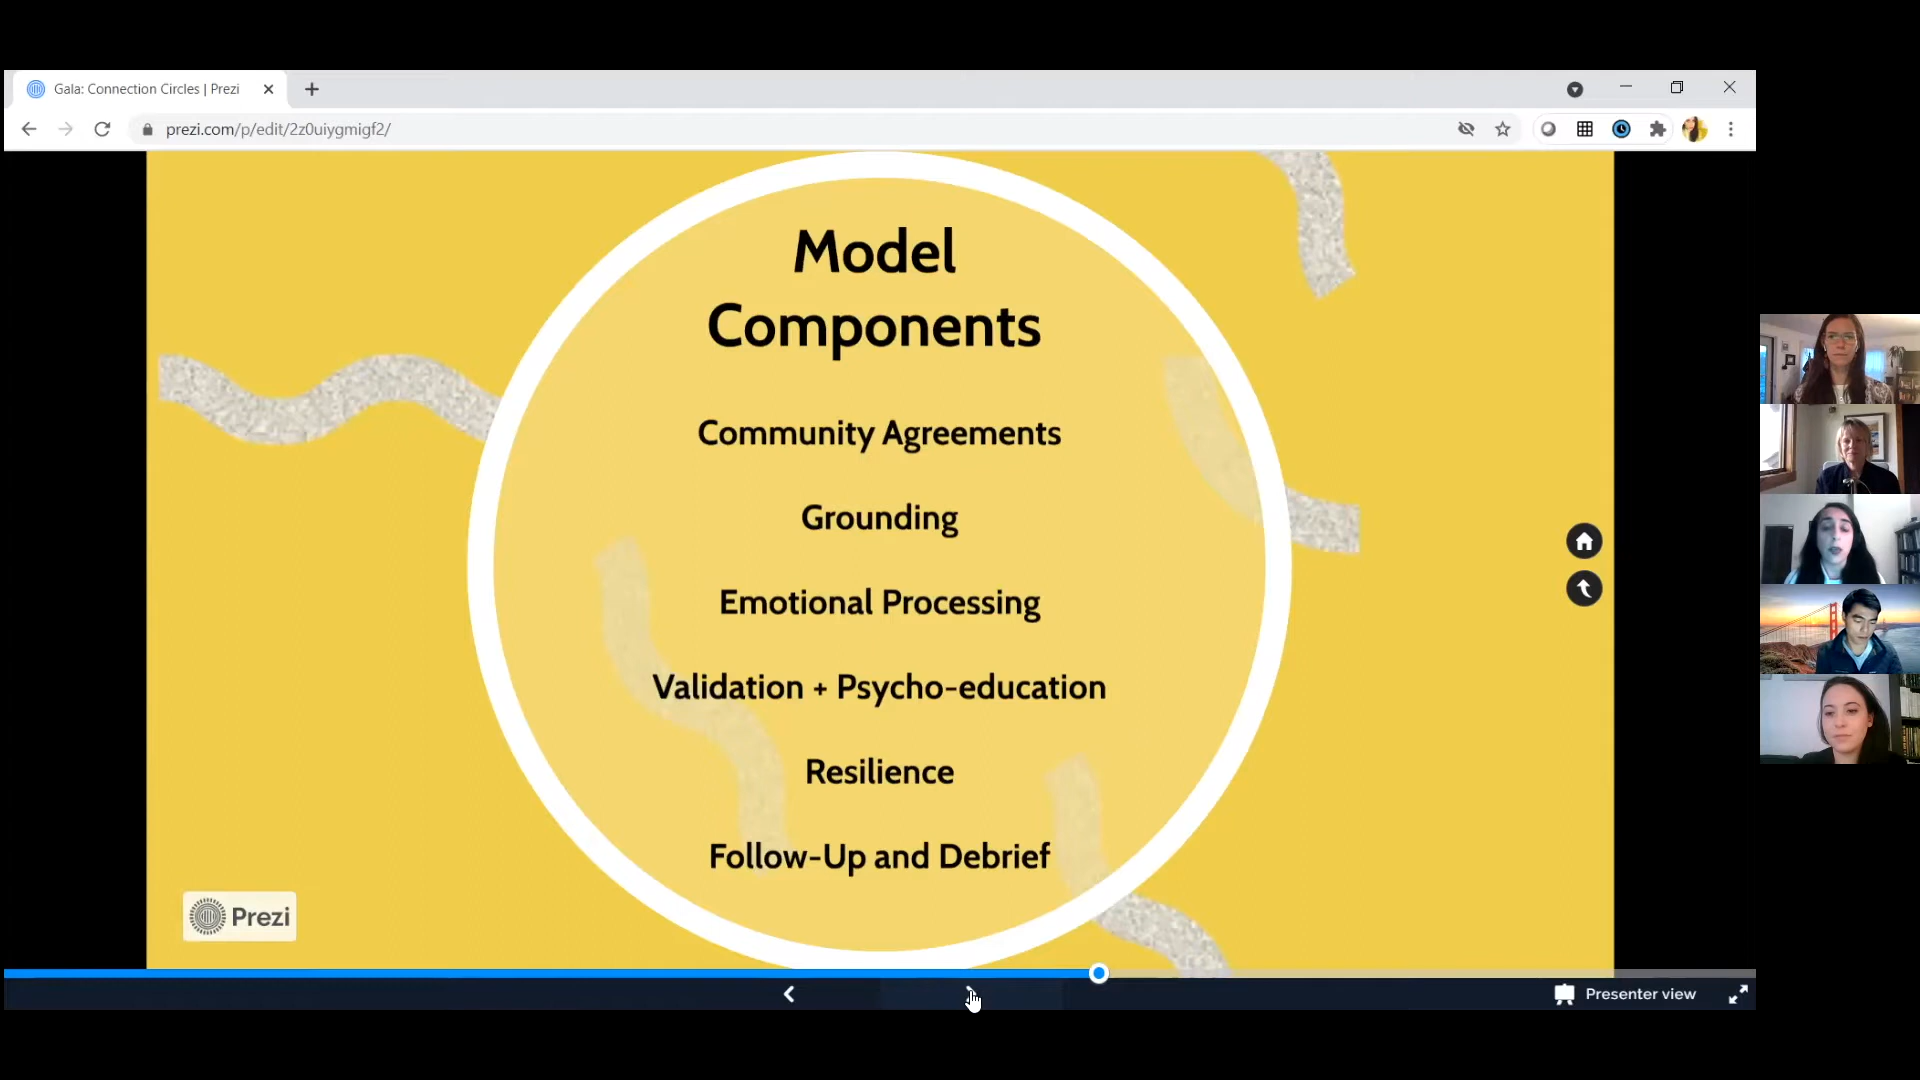 Gala: Connection Circles | Prezi
prezi.com/p/edit/2z0uiygmigf2/
Model
Components
Community Agreements
Grounding
Emotional Processing
Validation + Psycho-education
Resilience
Follow-Up and Debrief
Prezi
Presenter view